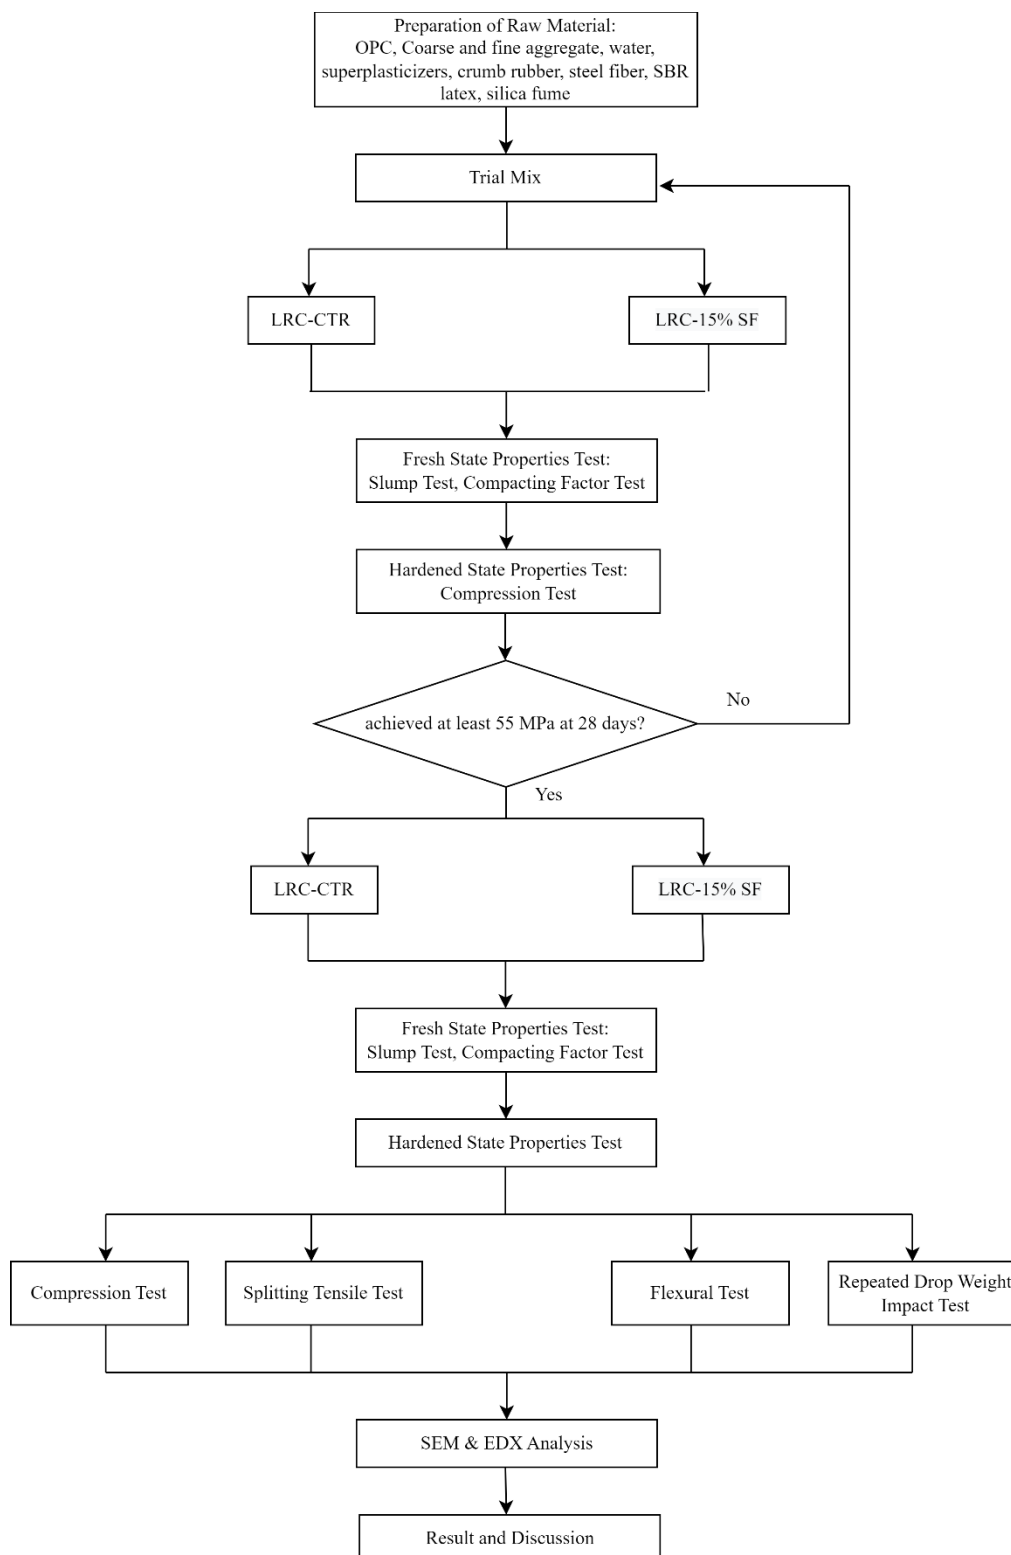 Preparation of Raw Material:
OPC, Coarse and fine aggregate, water,
superplasticizers, crumb rubber, steel fiber, SBR
latex, silica fume
Trial Mix
LRC-CTR
LRC-15% SF
Fresh State Properties Test:
Slump Test, Compacting Factor Test
Hardened State Properties Test:
Compression Test
achieved at least 55 MPa at 28 days?
No
Yes
LRC-CTR
LRC-15% SF
Fresh State Properties Test:
Slump Test, Compacting Factor Test
Hardened State Properties Test
Compression Test
Splitting Tensile Test
Flexural Test
Repeated Drop Weight
Impact Test
SEM & EDX Analysis
Result and Discussion